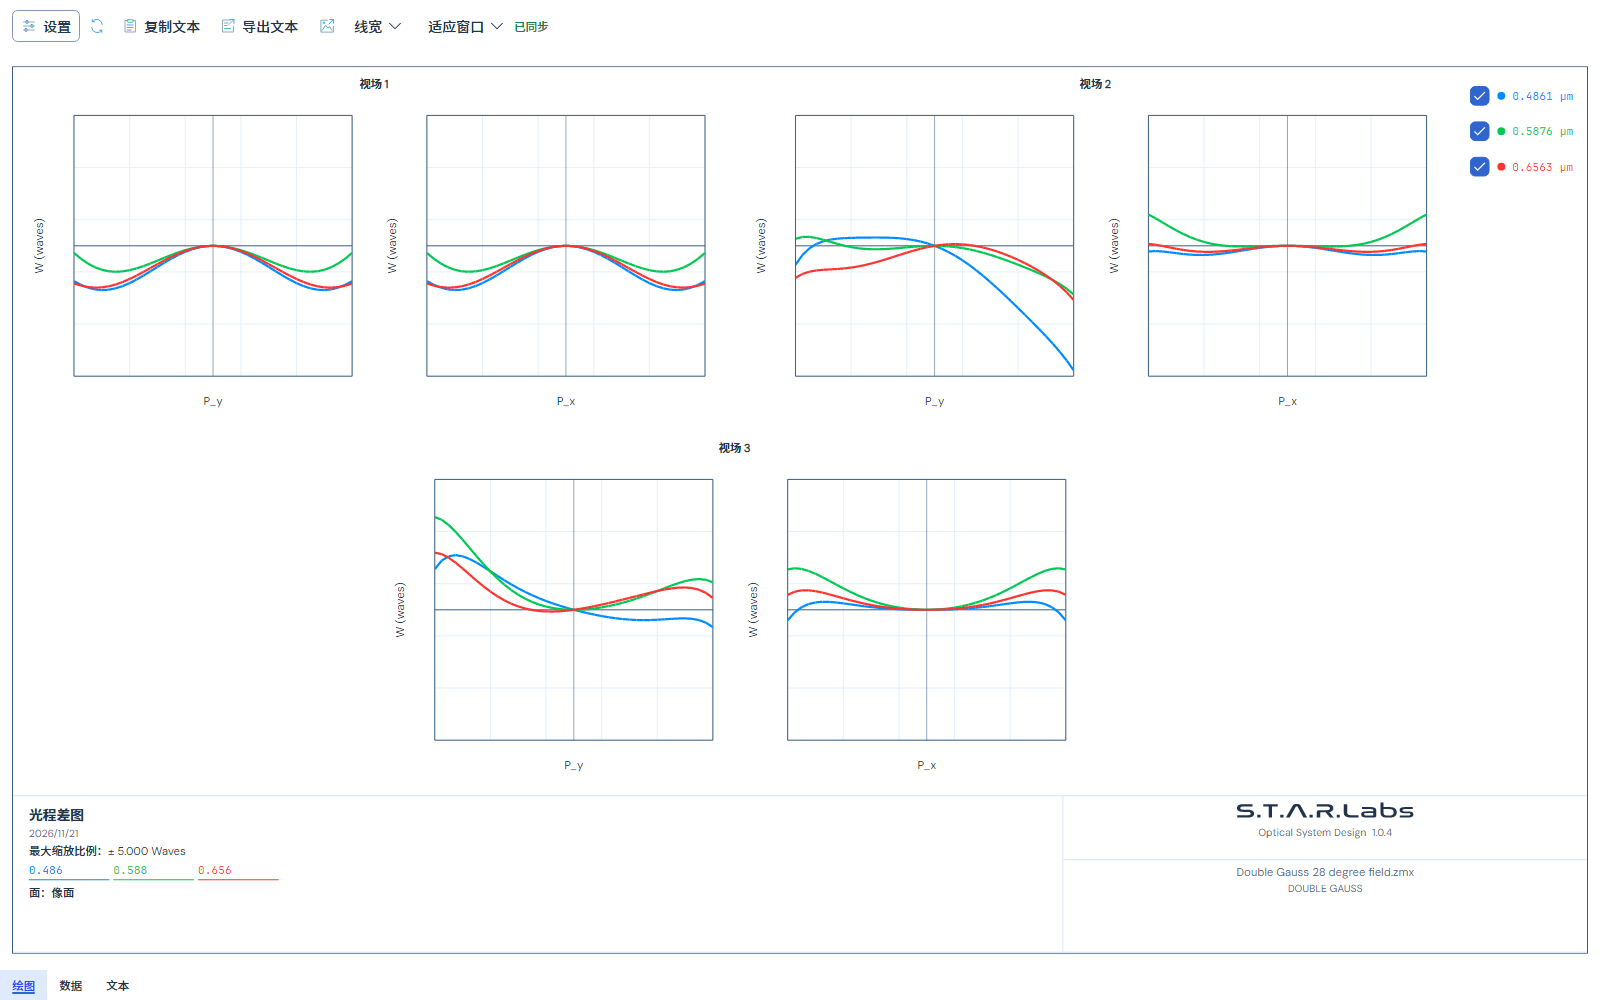 设置 复制文本 导出文本 线宽 适应窗口 已同步
视场 1
视场 2
0.4861 µm
0.5876 µm
0.6563 µm
W (waves)
W (waves)
W (waves)
W (waves)
P_y
P_x
P_y
P_x
视场 3
W (waves)
W (waves)
P_y
P_x
光程差图
2026/11/21
最大缩放比例: ± 5.000 Waves
0.486 0.588 0.656
面: 像面
S.T.A.R.Labs
Optical System Design 1.0.4
Double Gauss 28 degree field.zmx
DOUBLE GAUSS
绘图 数据 文本